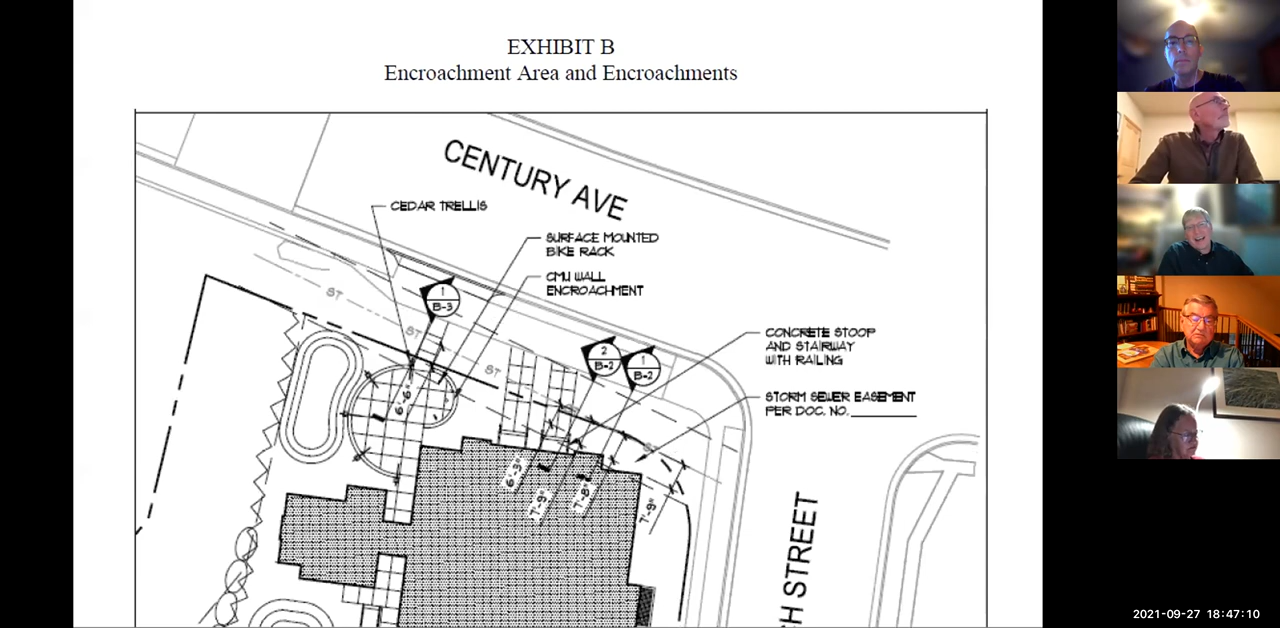 EXHIBIT B
Encroachment Area and Encroachments
CENTURY AVE
CEDAR TRELLIS
SURFACE MOUNTED
BIKE RACK
CMU WALL
ENCROACHMENT
1
B-3
ST
ST
ST
2
B-2
1
B-2
CONCRETE STOOP
AND STAIRWAY
WITH RAILING
STORM SEWER EASEMENT
PER DOC. NO.
6'-6"
7'-9"
7'-8"
7'-9"
STREET
2021-09-27 18:47:10